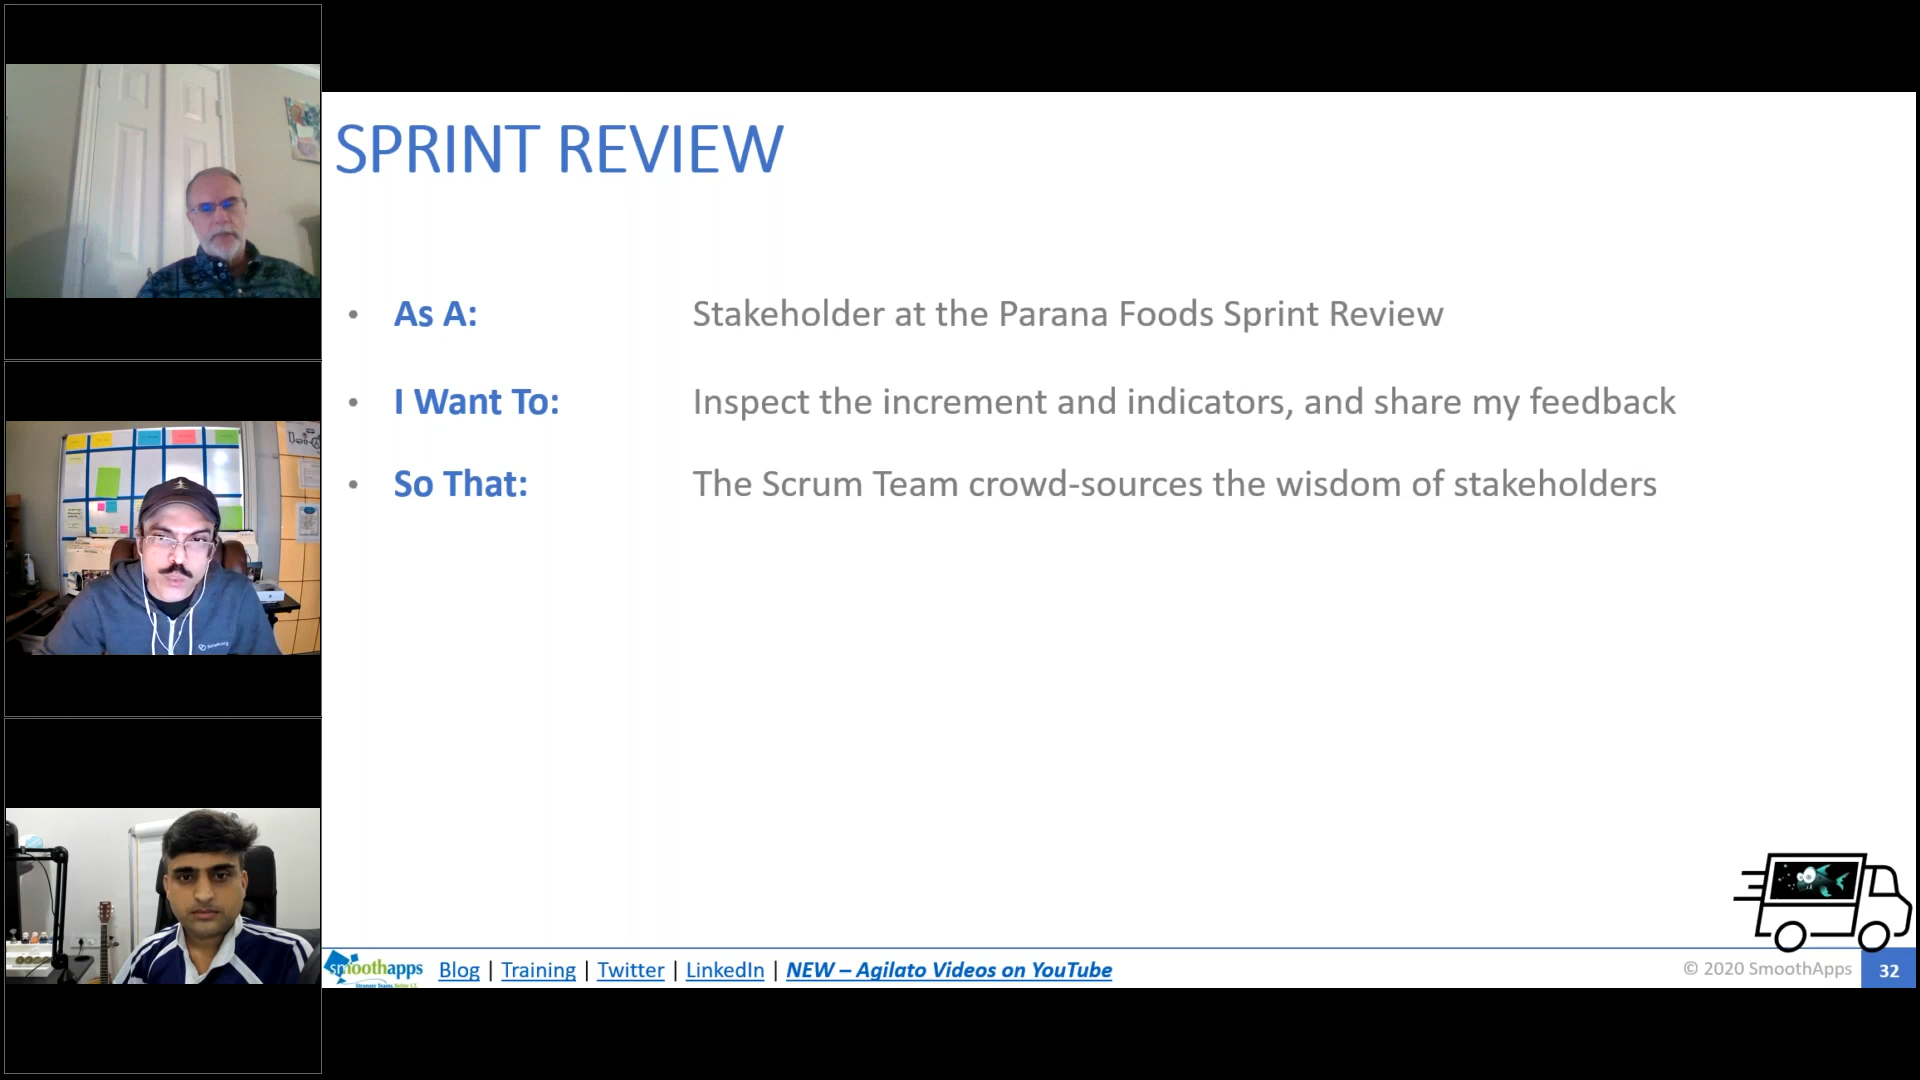 SPRINT REVIEW
• As A: Stakeholder at the Parana Foods Sprint Review
• I Want To: Inspect the increment and indicators, and share my feedback
• So That: The Scrum Team crowd-sources the wisdom of stakeholders
smoothapps Blog | Training | Twitter | LinkedIn | NEW – Agilato Videos on YouTube © 2020 SmoothApps 32
Scrum.org